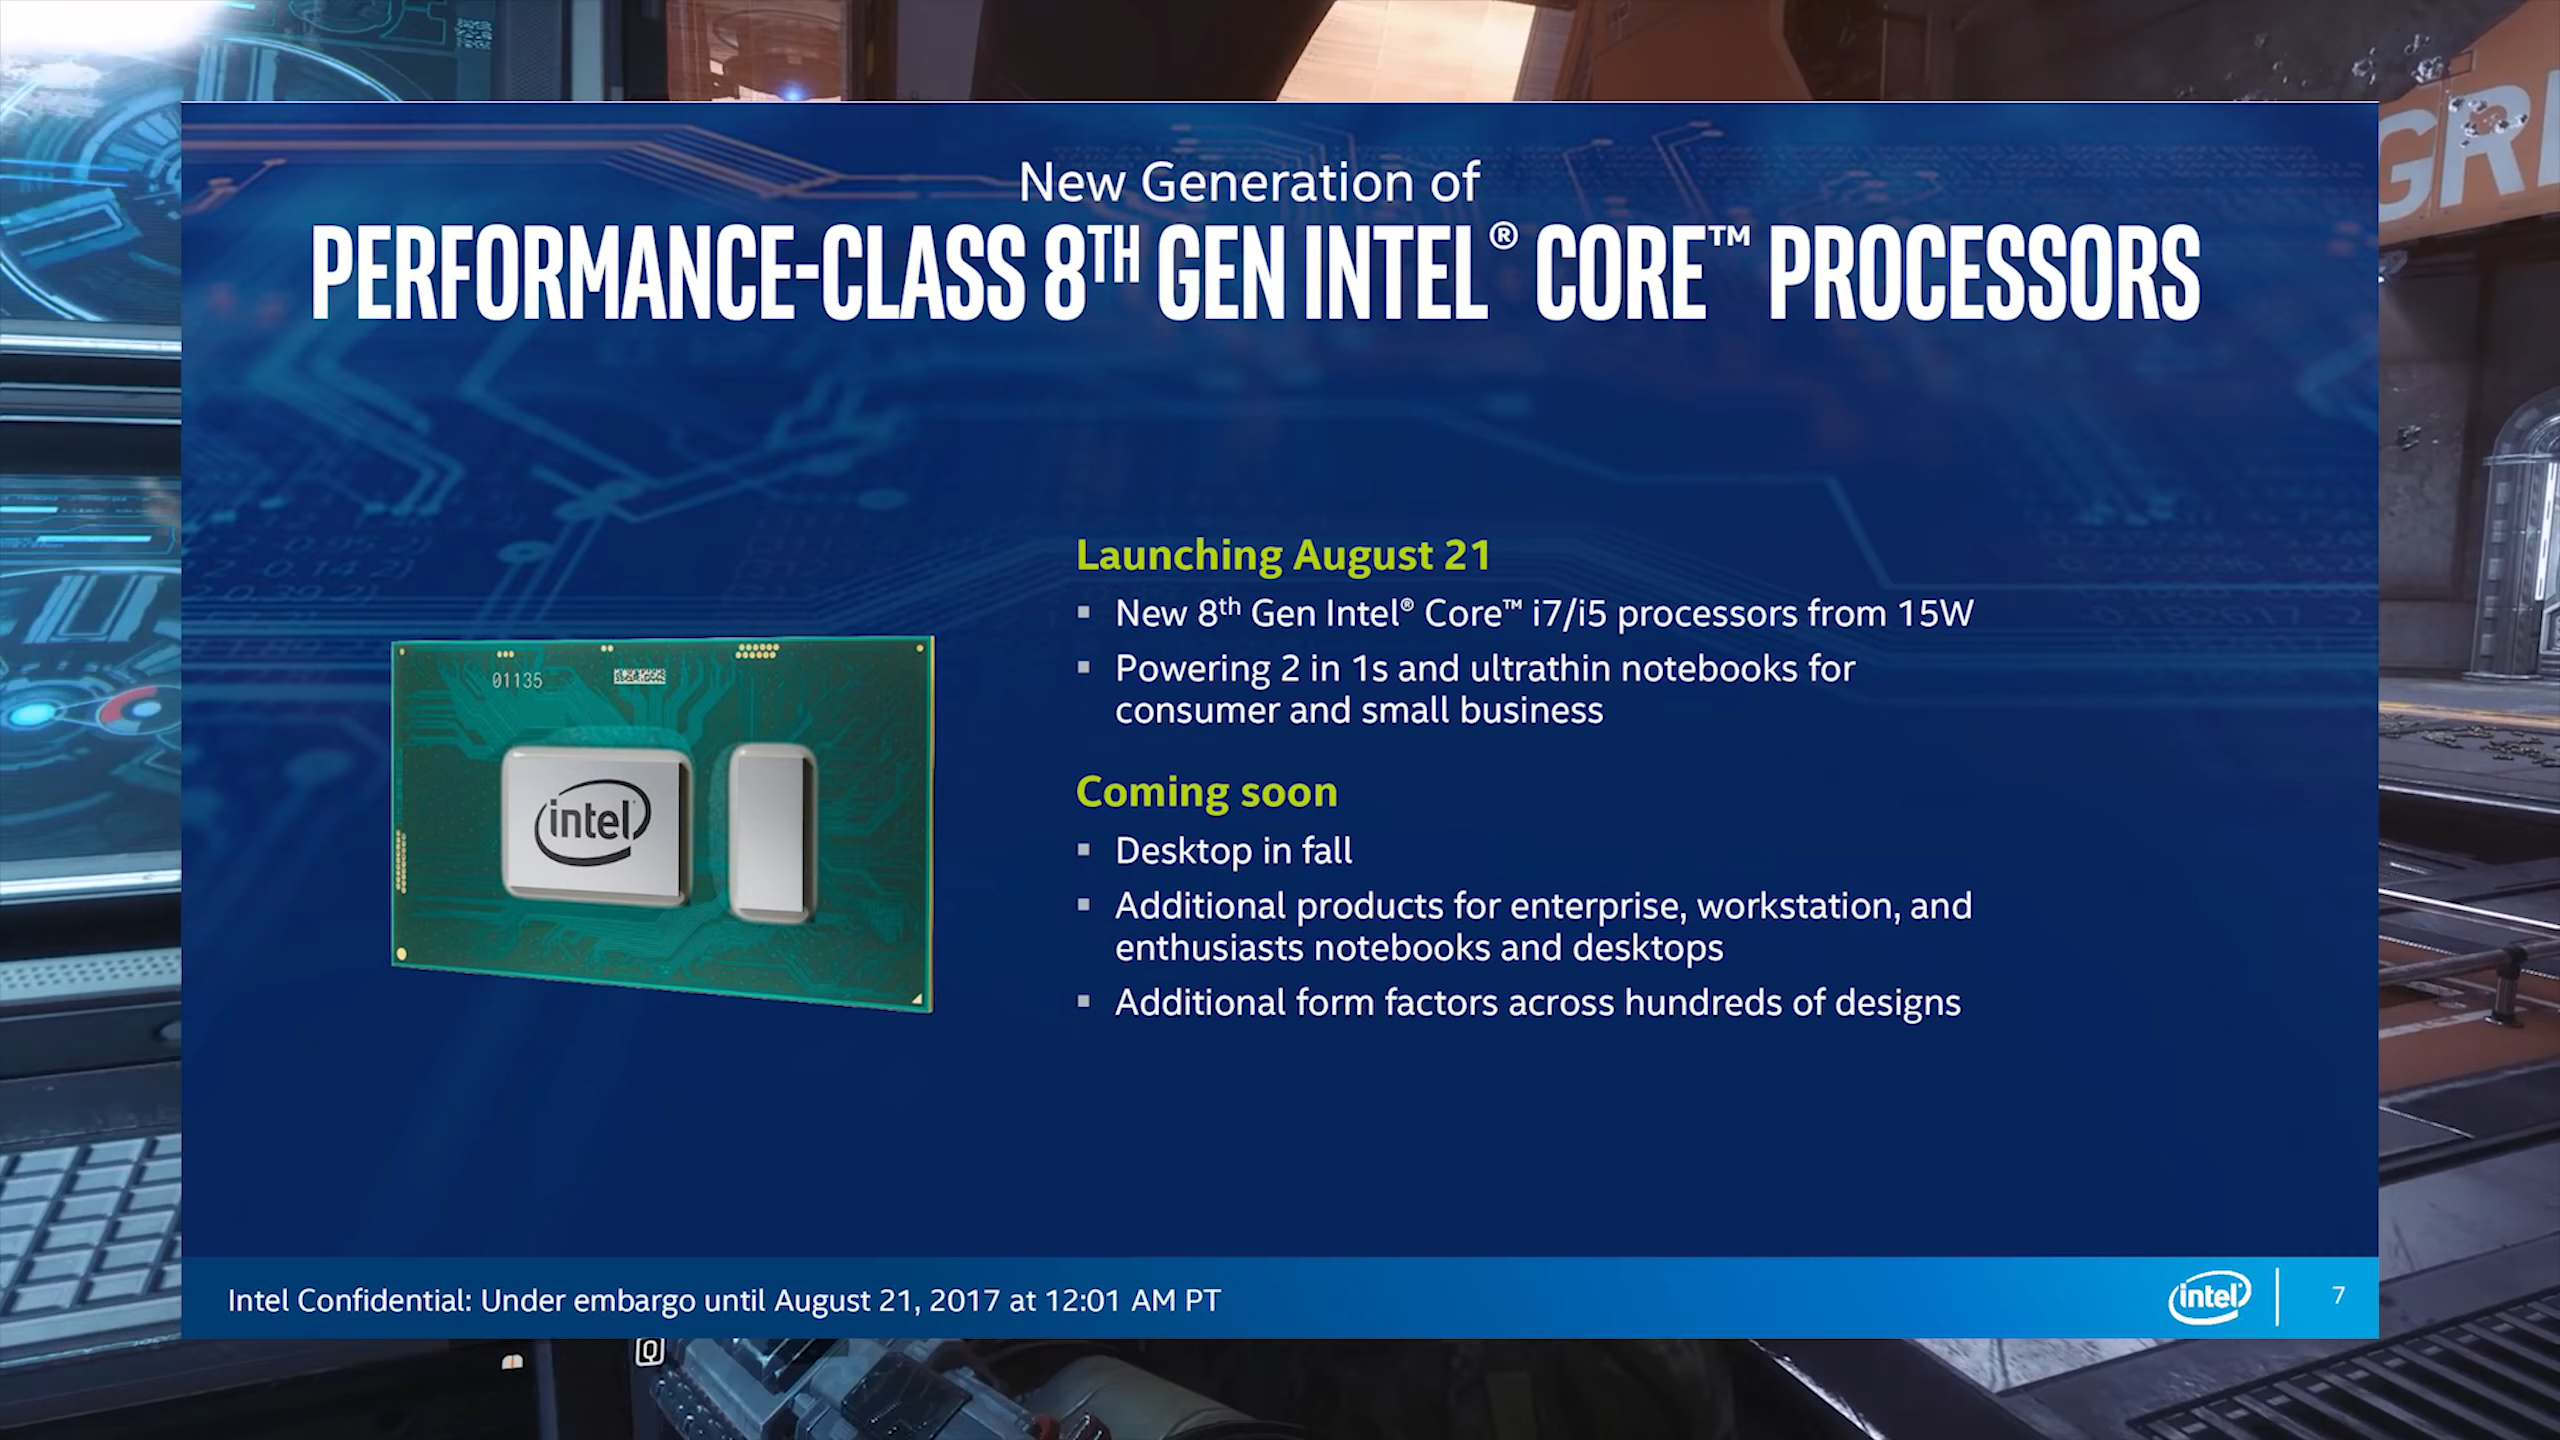 GRI
New Generation of
PERFORMANCE-CLASS 8TH GEN INTEL® CORE™ PROCESSORS
Launching August 21
▪ New 8th Gen Intel® Core™ i7/i5 processors from 15W
▪ Powering 2 in 1s and ultrathin notebooks for
consumer and small business
Coming soon
▪ Desktop in fall
▪ Additional products for enterprise, workstation, and
enthusiasts notebooks and desktops
▪ Additional form factors across hundreds of designs
01135
intel
Intel Confidential: Under embargo until August 21, 2017 at 12:01 AM PT
intel
7
Q